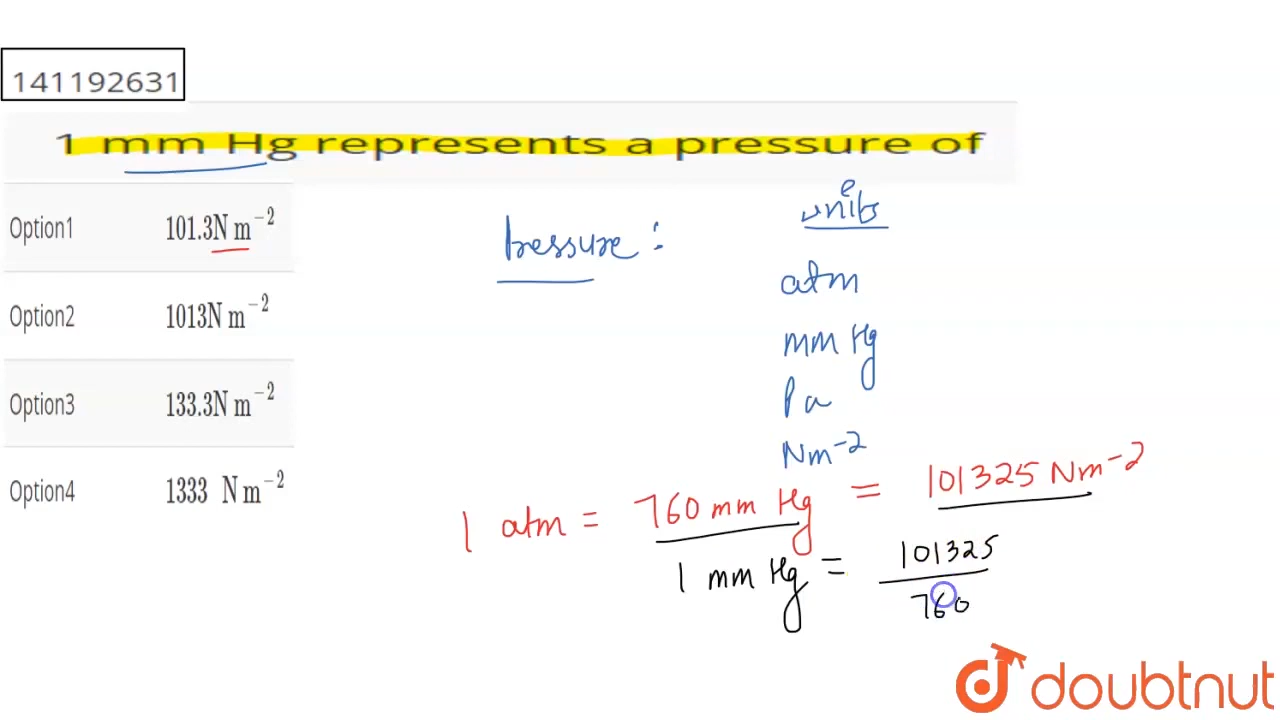 141192631
1 mm Hg represents a pressure of
Option1 101.3N m⁻²
Option2 1013N m⁻²
Option3 133.3N m⁻²
Option4 1333 N m⁻²
Pressure :
units
atm
mm Hg
Pa
Nm⁻²
1 atm = 760 mm Hg = 101325 Nm⁻²
1 mm Hg = 101325
760
doubtnut